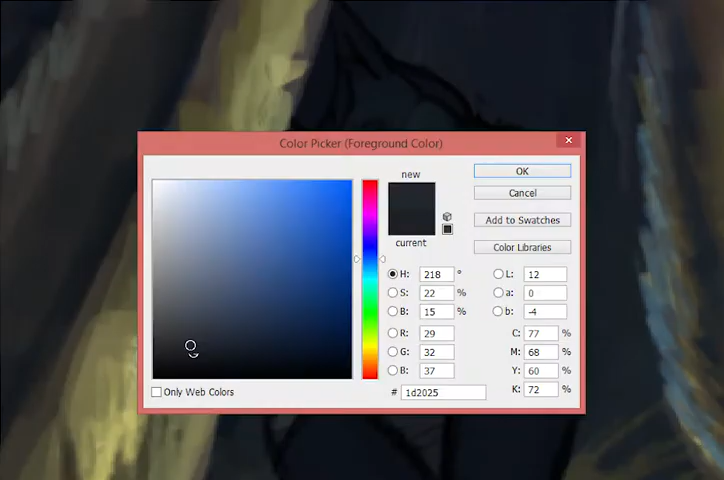 Color Picker (Foreground Color)
new
current
OK
Cancel
Add to Swatches
Color Libraries
H: 218 °
S: 22 %
B: 15 %
R: 29
G: 32
B: 37
L: 12
a: 0
b: -4
C: 77 %
M: 68 %
Y: 60 %
K: 72 %
# 1d2025
Only Web Colors